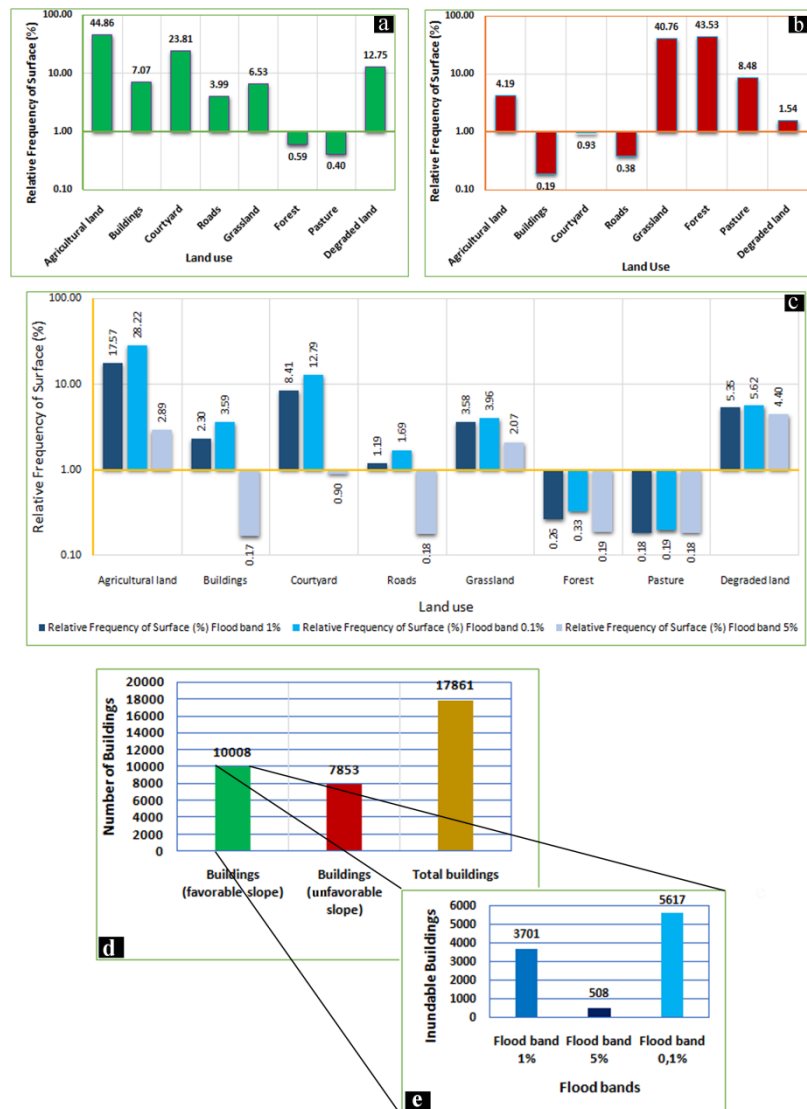 a
Relative Frequency of Surface (%)
100.00
10.00
1.00
0.10
44.86
7.07
23.81
3.99
6.53
0.59
0.40
12.75
Agricultural land
Buildings
Courtyard
Roads
Grassland
Forest
Pasture
Degraded land
Land use
b
Relative Frequency of Surface (%)
100.00
10.00
1.00
0.10
4.19
0.19
0.93
0.38
40.76
43.53
8.48
1.54
Agricultural land
Buildings
Courtyard
Roads
Grassland
Forest
Pasture
Degraded land
Land Use
c
Relative Frequency of Surface (%)
100.00
10.00
1.00
0.10
17.57
28.22
2.89
2.30
3.59
0.17
8.41
12.79
0.90
1.19
1.69
0.18
3.58
3.96
2.07
0.26
0.33
0.19
0.18
0.19
0.18
5.35
5.62
4.40
Agricultural land
Buildings
Courtyard
Roads
Grassland
Forest
Pasture
Degraded land
Land use
Relative Frequency of Surface (%) Flood band 1%
Relative Frequency of Surface (%) Flood band 0.1%
Relative Frequency of Surface (%) Flood band 5%
Number of Buildings
20000
18000
16000
14000
12000
10000
8000
6000
4000
2000
0
10008
7853
17861
Buildings
(favorable slope)
Buildings
(unfavorable
slope)
Total buildings
d
Inundable Buildings
6000
5000
4000
3000
2000
1000
0
3701
508
5617
Flood band
1%
Flood band
5%
Flood band
0,1%
Flood bands
e